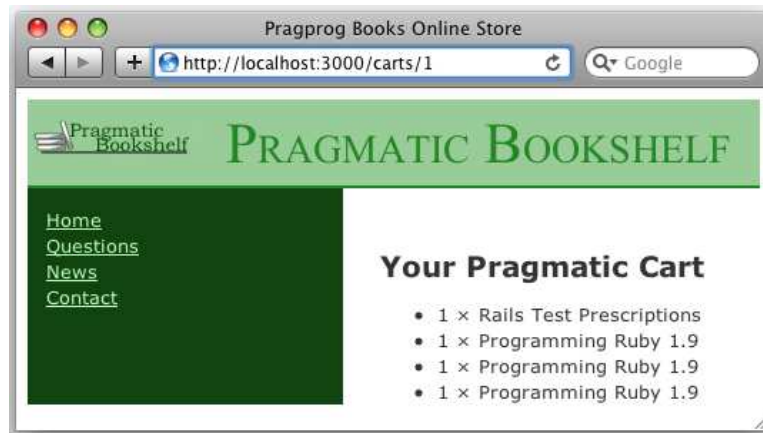 Pragprog Books Online Store
http://localhost:3000/carts/1
Google
Pragmatic
Bookshelf
PRAGMATIC BOOKSHELF
Home
Questions
News
Contact
Your Pragmatic Cart
• 1 × Rails Test Prescriptions
• 1 × Programming Ruby 1.9
• 1 × Programming Ruby 1.9
• 1 × Programming Ruby 1.9